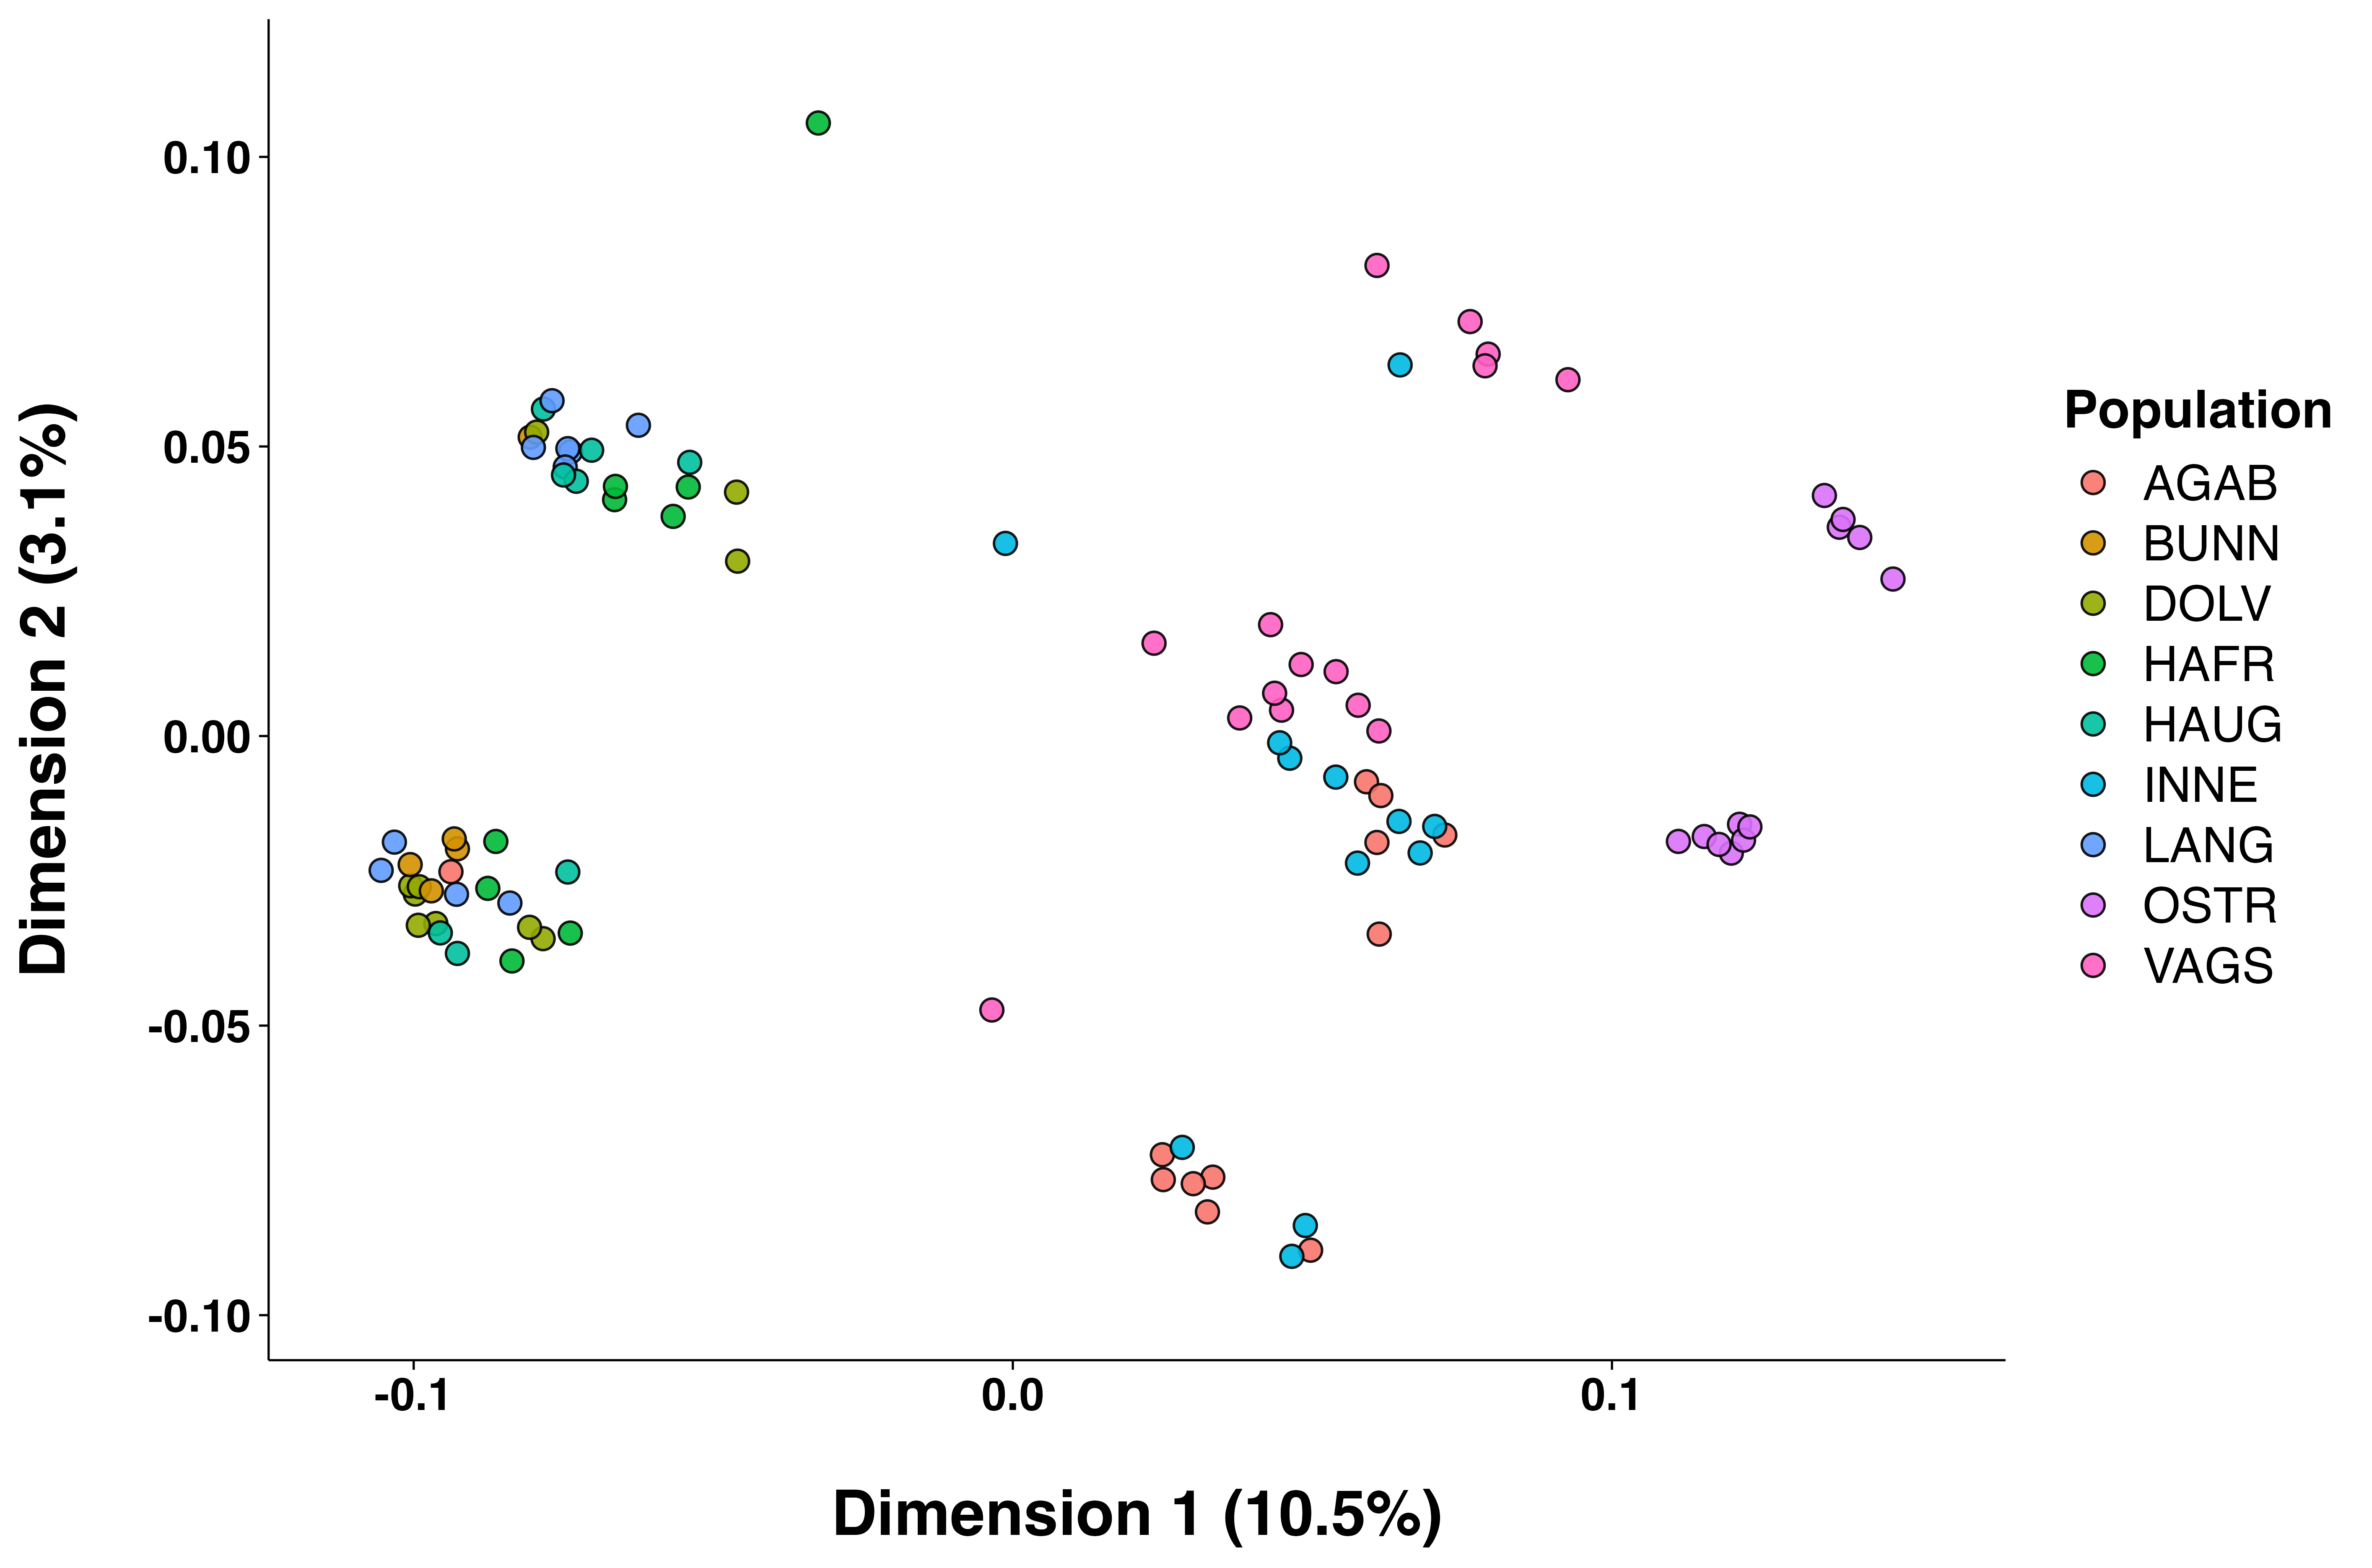 Dimension 2 (3.1%)
0.10
0.05
0.00
-0.05
-0.10
-0.1
0.0
0.1
Dimension 1 (10.5%)
Population
AGAB
BUNN
DOLV
HAFR
HAUG
INNE
LANG
OSTR
VAGS